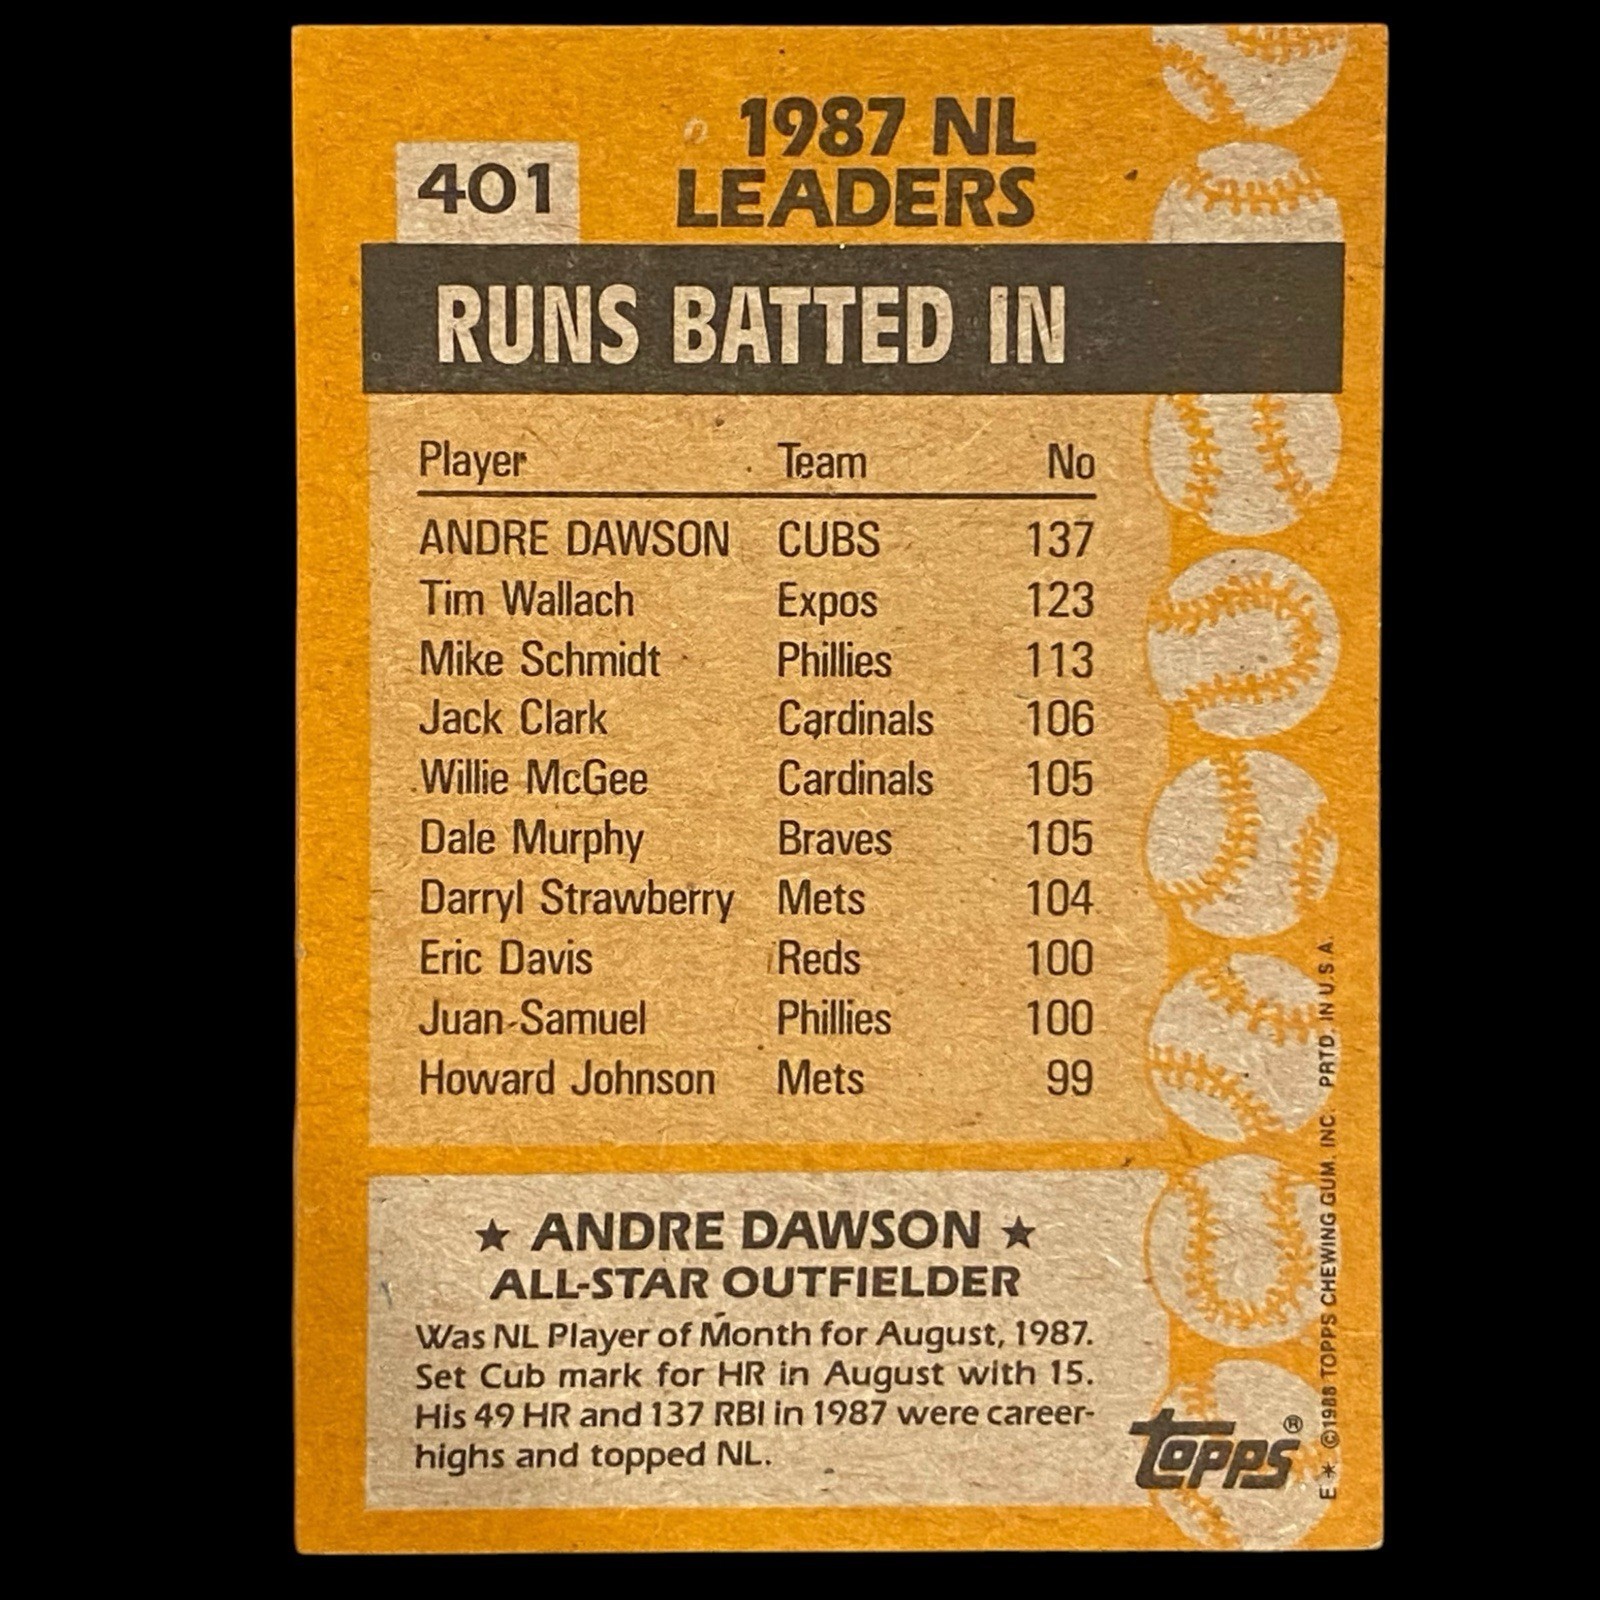 401
1987 NL
LEADERS
RUNS BATTED IN
Player Team No
ANDRE DAWSON CUBS 137
Tim Wallach Expos 123
Mike Schmidt Phillies 113
Jack Clark Cardinals 106
Willie McGee Cardinals 105
Dale Murphy Braves 105
Darryl Strawberry Mets 104
Eric Davis Reds 100
Juan Samuel Phillies 100
Howard Johnson Mets 99
★ ANDRE DAWSON ★
ALL-STAR OUTFIELDER
Was NL Player of Month for August, 1987.
Set Cub mark for HR in August with 15.
His 49 HR and 137 RBI in 1987 were career-
highs and topped NL.
topps®
E* ©1988 TOPPS CHEWING GUM, INC. PRTD. IN U.S.A.